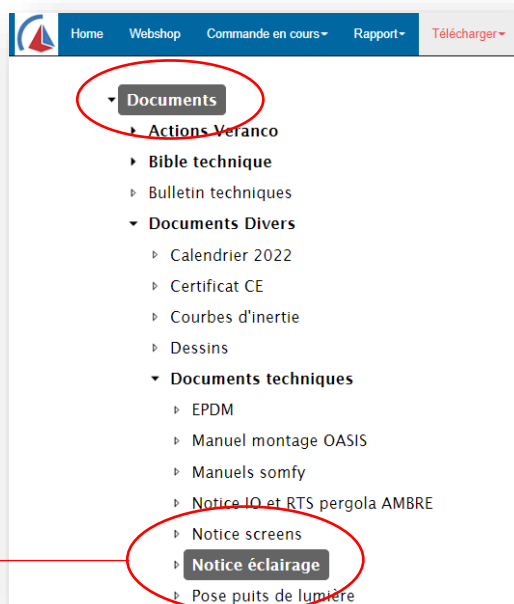 Home Webshop Commande en cours Rapport Télécharger
Documents
Actions Veranco
Bible technique
Bulletin techniques
Documents Divers
Calendrier 2022
Certificat CE
Courbes d'inertie
Dessins
Documents techniques
EPDM
Manuel montage OASIS
Manuels somfy
Notice IO et RTS pergola AMBRE
Notice screens
Notice éclairage
Pose puits de lumière